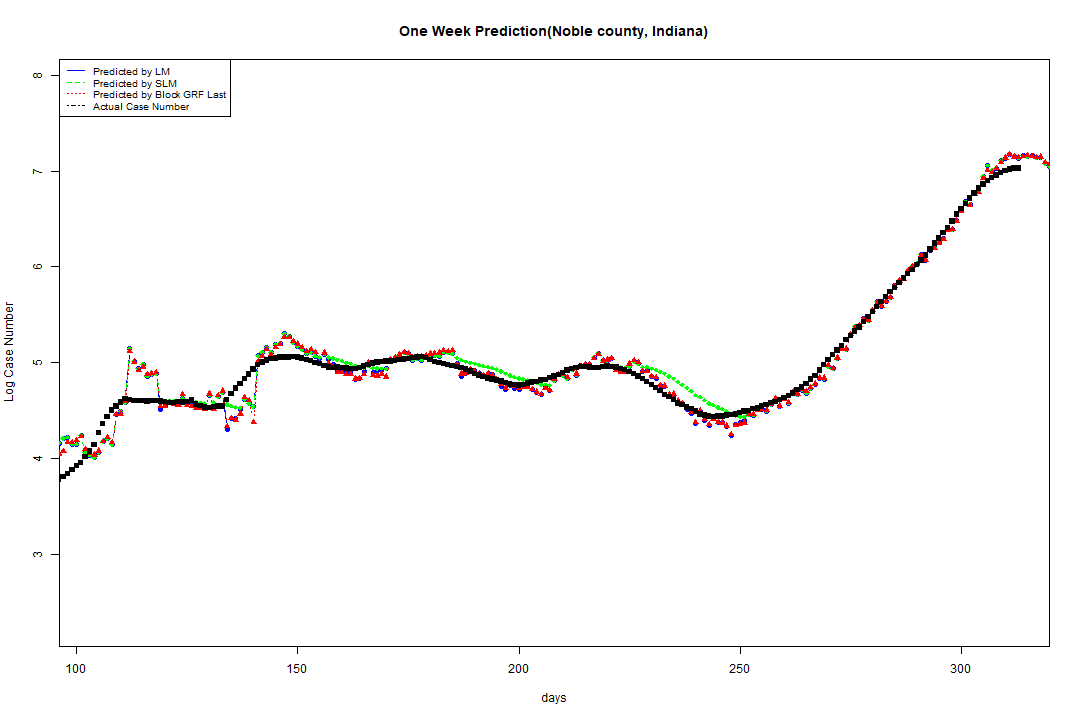 One Week Prediction(Noble county, Indiana)
Predicted by LM
Predicted by SLM
Predicted by Block GRF Last
Actual Case Number
8
7
6
5
4
3
Log Case Number
100 150 200 250 300
days